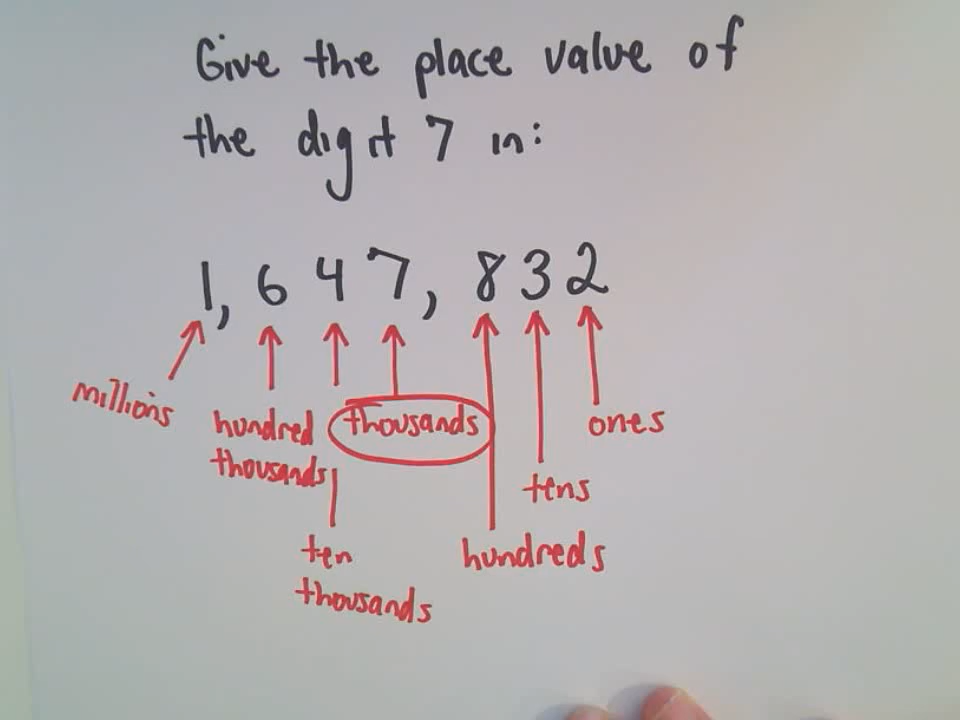 Give the place value of
the digit 7 in:
1,647,832
millions
hundred
thousands
ten
thousands
thousands
hundreds
tens
ones